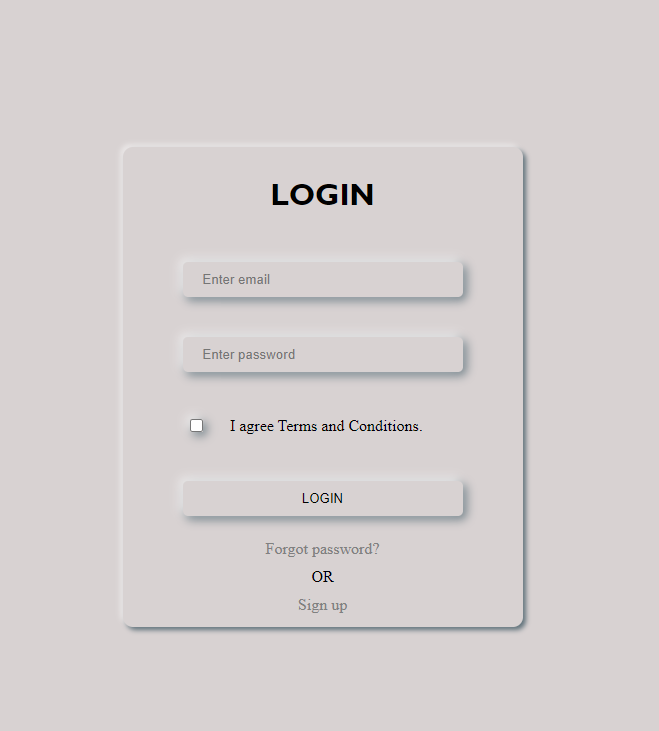 LOGIN
Enter email
Enter password
I agree Terms and Conditions.
LOGIN
Forgot password?
OR
Sign up